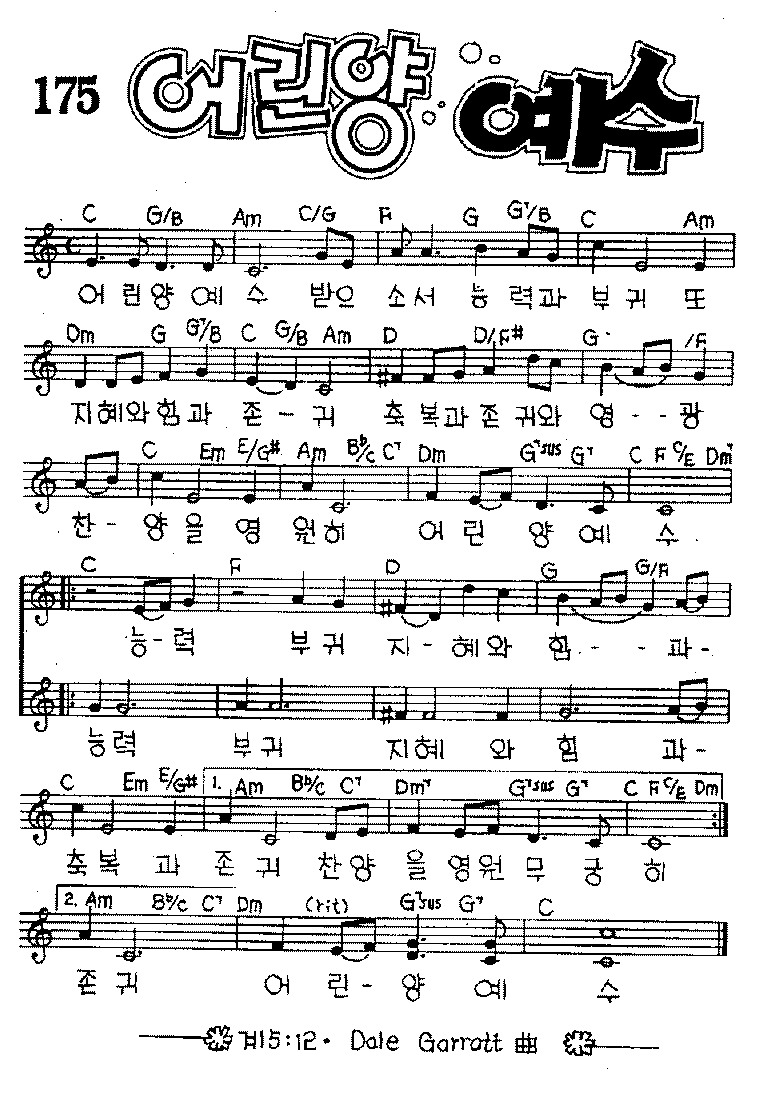 175 어린양 예수
C G/B Am C/G F G G7/B C Am
어 린 양 예 수 받으 소서 능 력과 부귀 또
Dm G G7/B C G/B Am D D/F# G /F
지혜와힘과 존 - 귀 축복과존귀와 영 - - 광
C Em E/G# Am Bb/C C7 Dm G7sus G7 C F C/E Dm7
찬 - 양을 영 원히 어 린 양 예 수
C F D G G/F
능 - 력 부귀 지 - 혜와 힘 - - 과 -
능력 부귀 지혜 와 힘 과 -
C Em E/G# 1. Am Bb/C C7 Dm7 G7sus G7 C F C/E Dm
축복 과 존 귀 찬양 을영원 무 궁 히
2. Am Bb/C C7 Dm (rit) G7sus G7 C
존귀 어 린 - 양 예 수
계15:12. Dale Garratt 曲